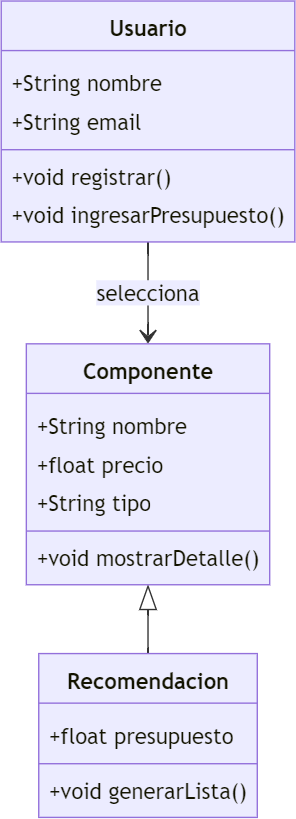 Usuario
+String nombre
+String email
+void registrar()
+void ingresarPresupuesto()
selecciona
Componente
+String nombre
+float precio
+String tipo
+void mostrarDetalle()
Recomendacion
+float presupuesto
+void generarLista()